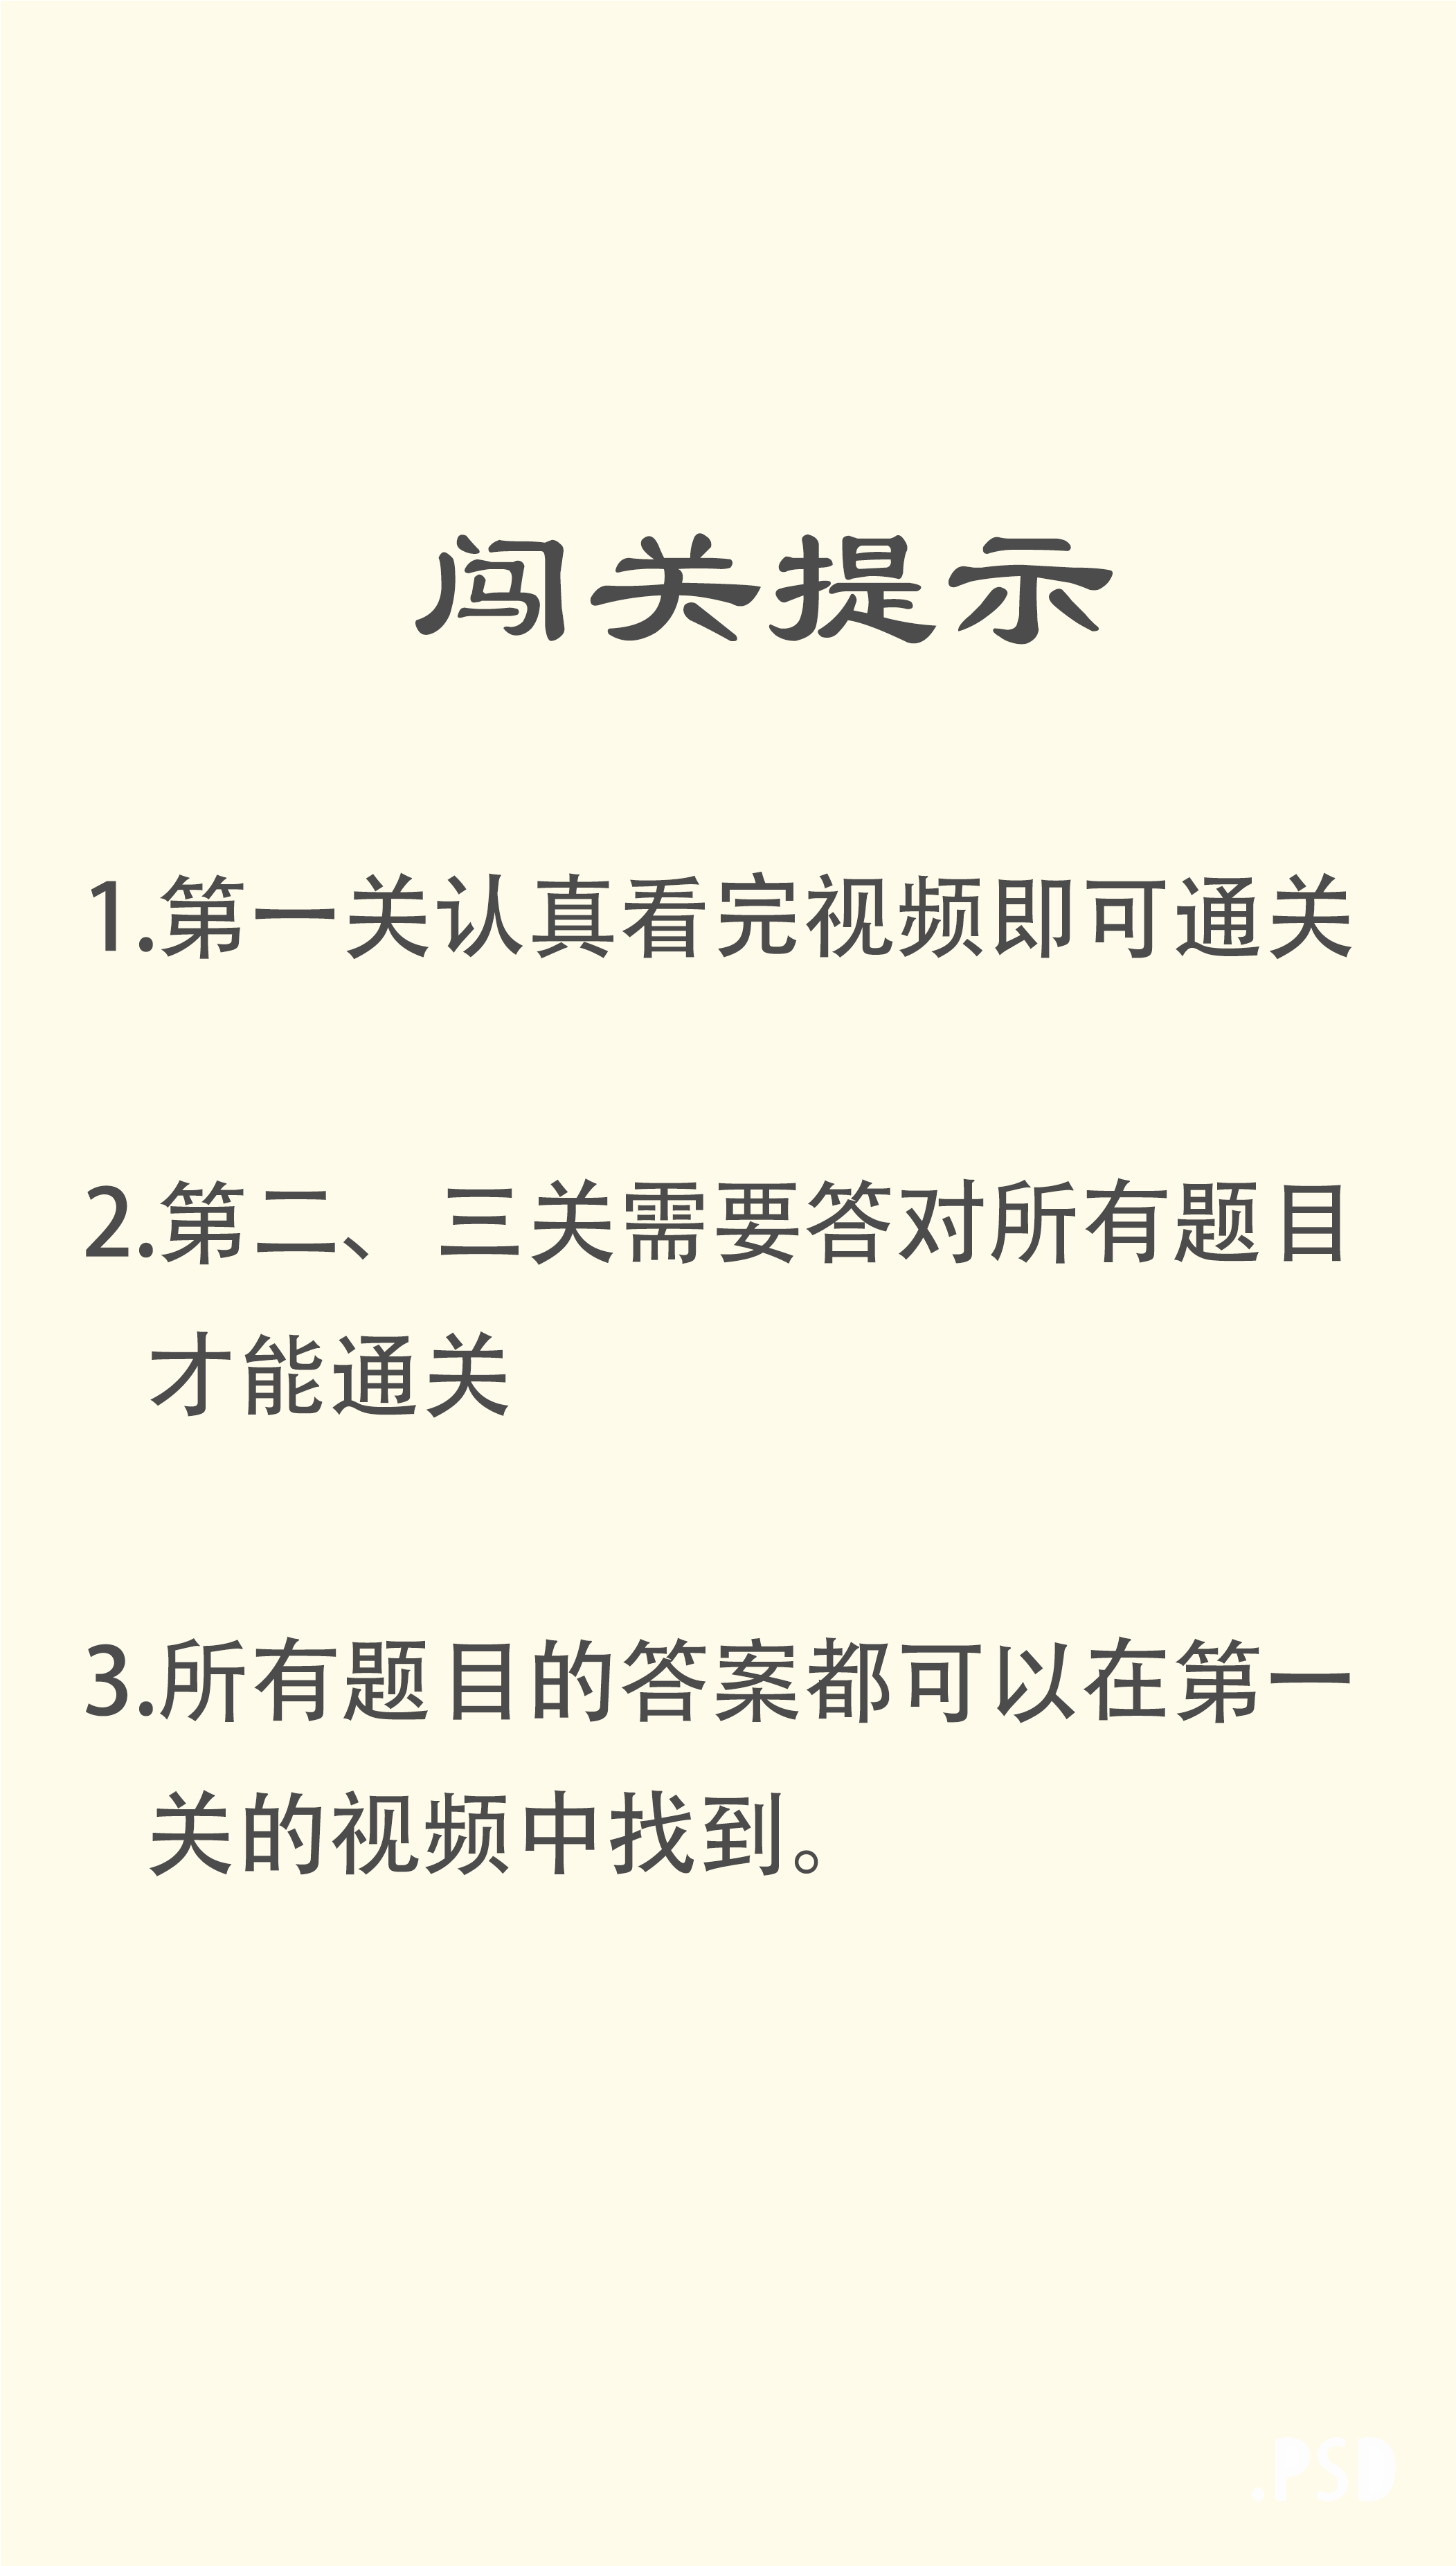 闯关提示
1.第一关认真看完视频即可通关
2.第二、三关需要答对所有题目
才能通关
3.所有题目的答案都可以在第一
关的视频中找到。
.PSD